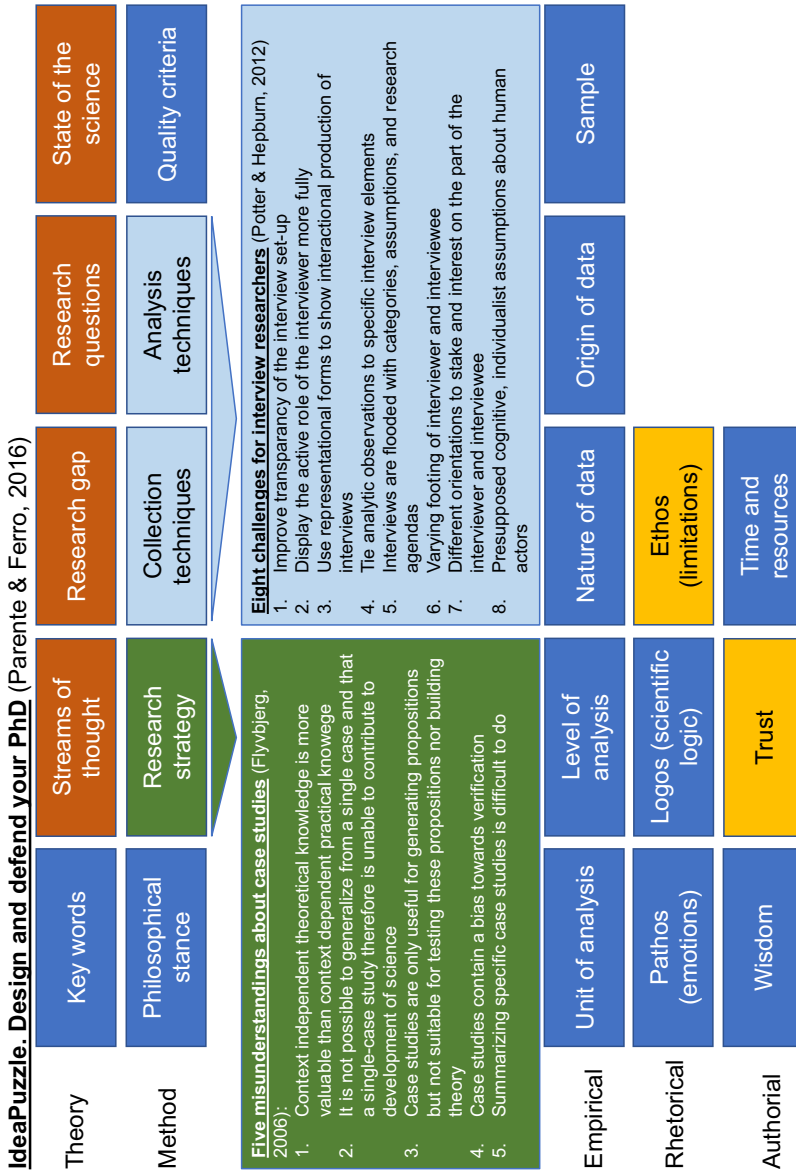 IdeaPuzzle. Design and defend your PhD (Parente & Ferro, 2016)
Theory
Key words
Streams of
thought
Research gap
Research
questions
State of the
science
Method
Philosophical
stance
Research
strategy
Collection
techniques
Analysis
techniques
Quality criteria
Five misunderstandings about case studies (Flyvbjerg,
2006):
1. Context independent theoretical knowledge is more
valuable than context dependent practical knowege
2. It is not possible to generalize from a single case and that
a single-case study therefore is unable to contribute to
development of science
3. Case studies are only useful for generating propositions
but not suitable for testing these propositions nor building
theory
4. Case studies contain a bias towards verification
5. Summarizing specific case studies is difficult to do
Eight challenges for interview researchers (Potter & Hepburn, 2012)
1. Improve transparancy of the interview set-up
2. Display the active role of the interviewer more fully
3. Use representational forms to show interactional production of
interviews
4. Tie analytic observations to specific interview elements
5. Interviews are flooded with categories, assumptions, and research
agendas
6. Varying footing of interviewer and interviewee
7. Different orientations to stake and interest on the part of the
interviewer and interviewee
8. Presupposed cognitive, individualist assumptions about human
actors
Empirical
Unit of analysis
Level of
analysis
Nature of data
Origin of data
Sample
Rhetorical
Pathos
(emotions)
Logos (scientific
logic)
Ethos
(limitations)
Authorial
Wisdom
Trust
Time and
resources